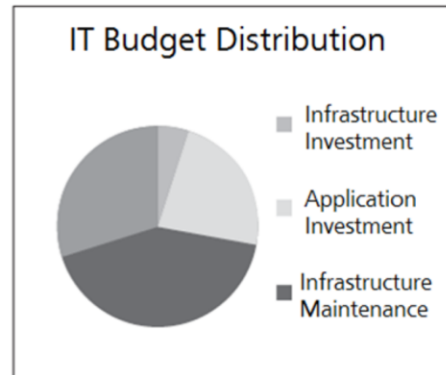 IT Budget Distribution
Infrastructure
Investment
Application
Investment
Infrastructure
Maintenance